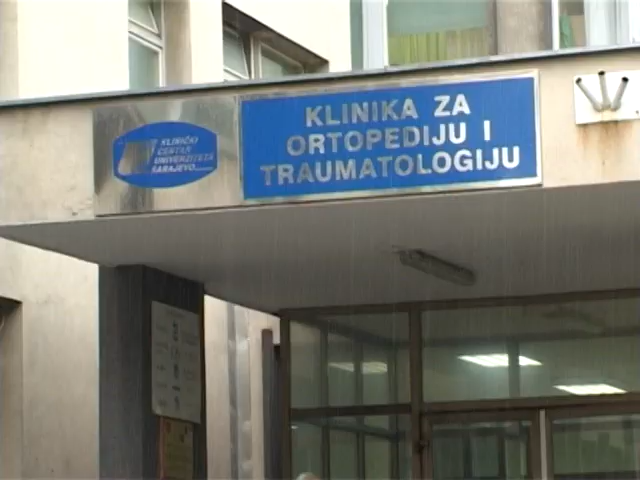 KLINIKA ZA
ORTOPEDIJU I
TRAUMATOLOGIJU
KLINIČKI
CENTAR
UNIVERZITETA
SARAJEVO